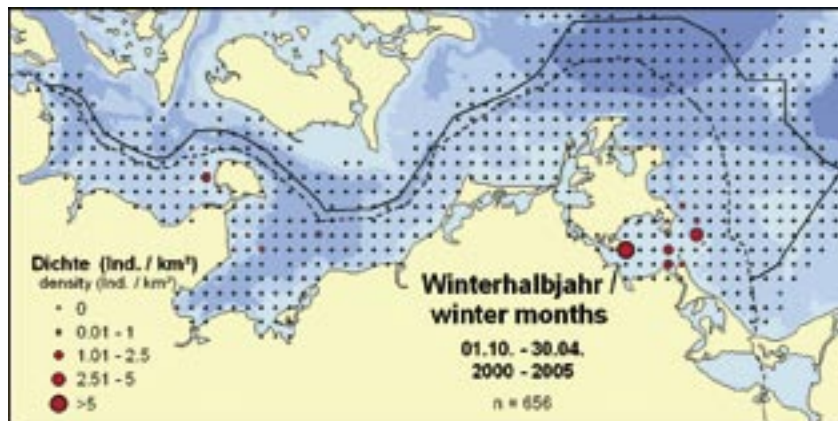 Dichte (Ind. / km²)
density (Ind. / km²)
0
0.01 - 1
1.01 - 2.5
2.51 - 5
>5
Winterhalbjahr /
winter months
01.10. - 30.04.
2000 - 2005
n = 656